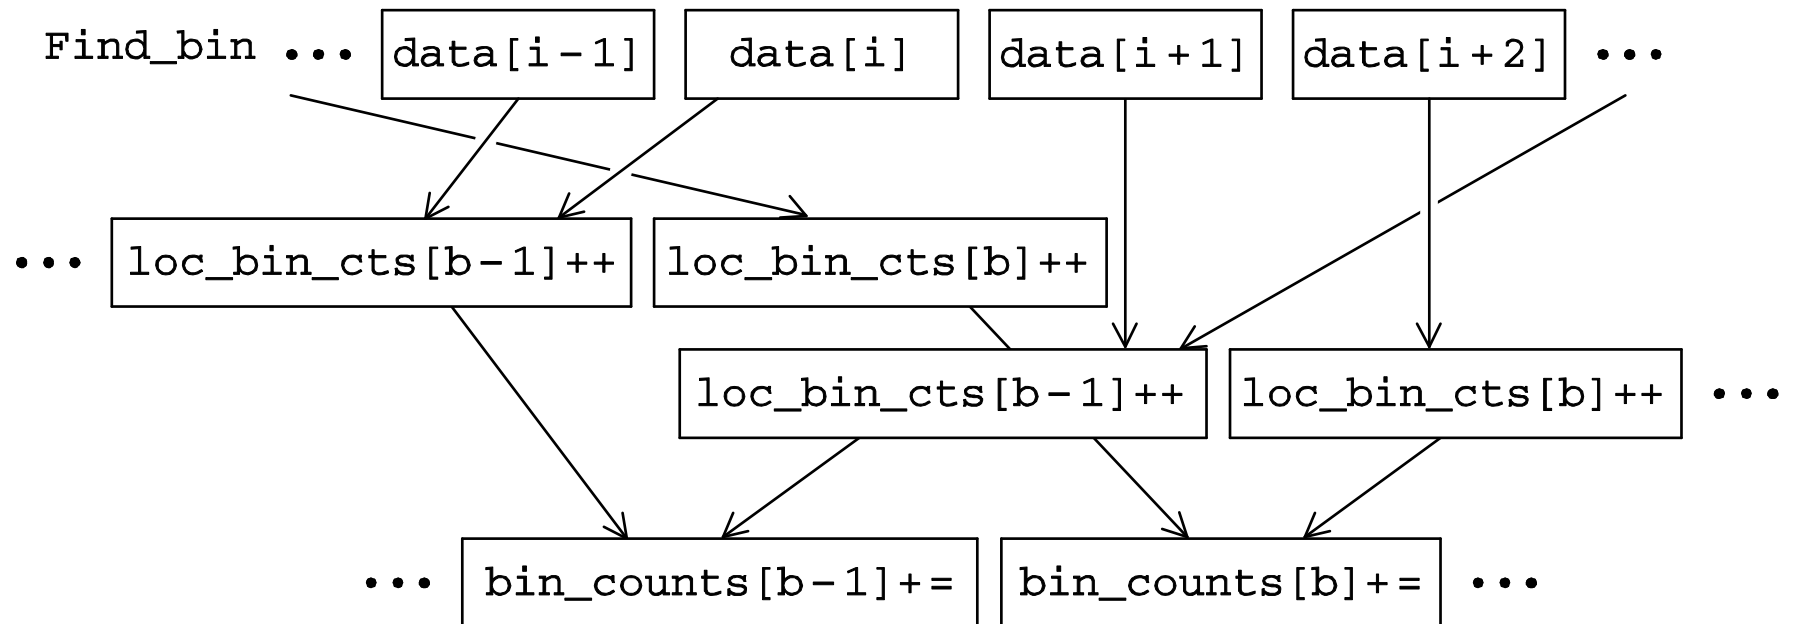 Find_bin ••• data[i-1] data[i] data[i+1] data[i+2] •••
••• loc_bin_cts[b-1]++ loc_bin_cts[b]++
loc_bin_cts[b-1]++ loc_bin_cts[b]++ •••
••• bin_counts[b-1]+= bin_counts[b]+= •••